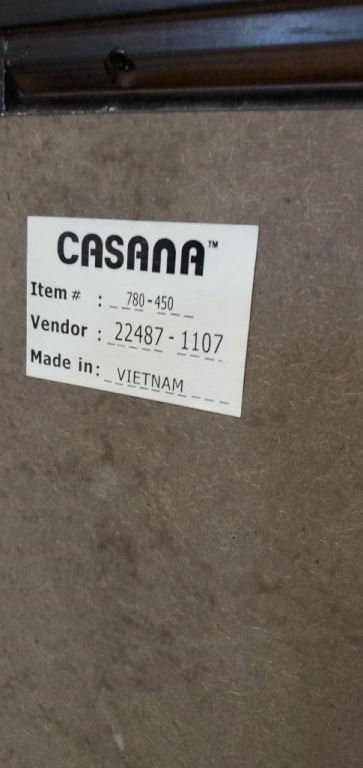 CASANA™
Item # : 780-450
Vendor : 22487-1107
Made in: VIETNAM